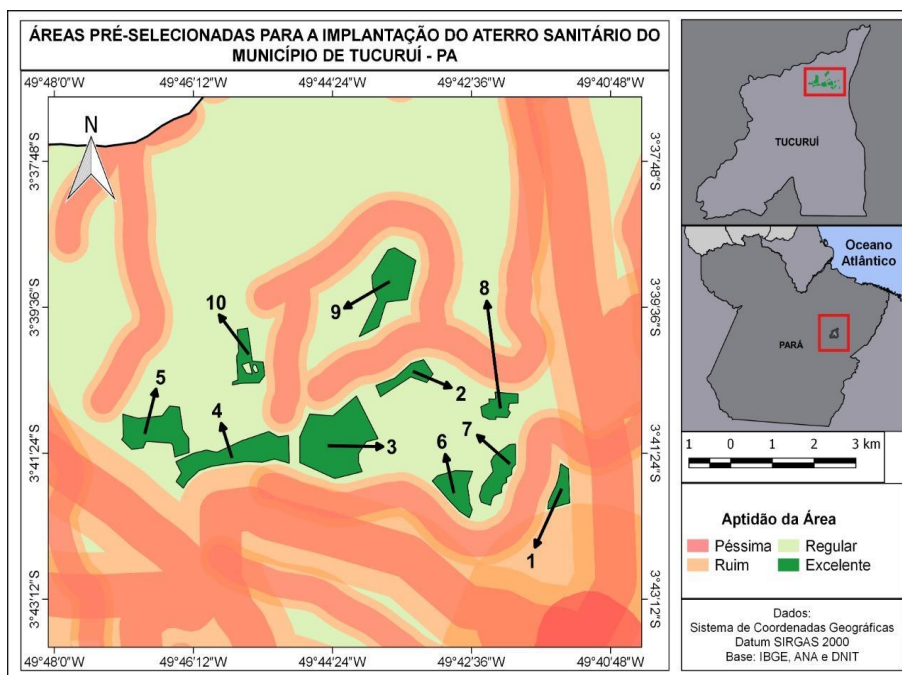 ÁREAS PRÉ-SELECIONADAS PARA A IMPLANTAÇÃO DO ATERRO SANITÁRIO DO
MUNICÍPIO DE TUCURUÍ - PA
49°48'0"W 49°46'12"W 49°44'24"W 49°42'36"W 49°40'48"W
N
3°37'48"S 3°37'48"S
3°39'36"S 3°39'36"S
10
9
8
5
4
2
3
6
7
3°41'24"S 3°41'24"S
1
3°43'12"S 3°43'12"S
49°48'0"W 49°46'12"W 49°44'24"W 49°42'36"W 49°40'48"W
TUCURUÍ
Oceano
Atlântico
PARÁ
1 0 1 2 3 km
Aptidão da Área
Péssima Regular
Ruim Excelente
Dados:
Sistema de Coordenadas Geográficas
Datum SIRGAS 2000
Base: IBGE, ANA e DNIT